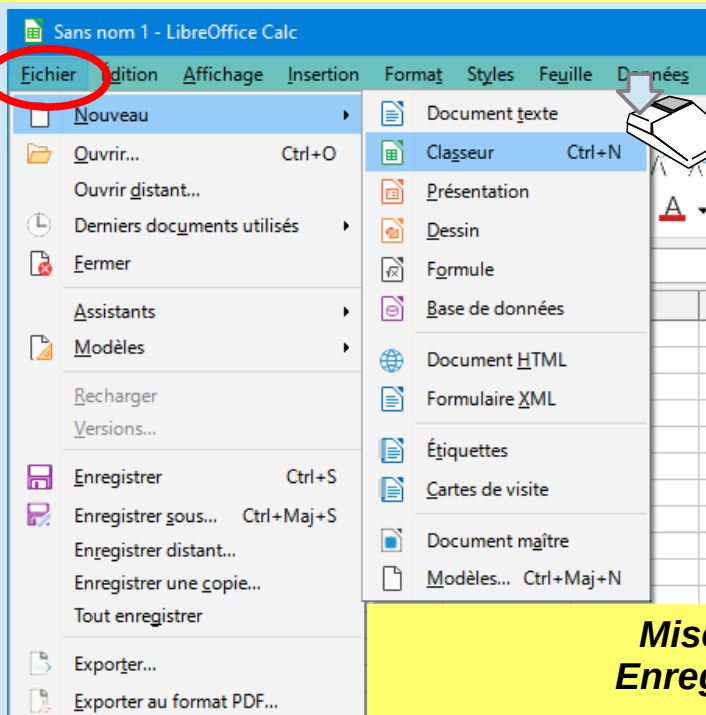 Sans nom 1 - LibreOffice Calc
Fichier Édition Affichage Insertion Format Styles Feuille Données
Nouveau
Ouvrir... Ctrl+O
Ouvrir distant...
Derniers documents utilisés
Fermer
Assistants
Modèles
Recharger
Versions...
Enregistrer Ctrl+S
Enregistrer sous... Ctrl+Maj+S
Enregistrer distant...
Enregistrer une copie...
Tout enregistrer
Exporter...
Exporter au format PDF...
Document texte
Classeur Ctrl+N
Présentation
Dessin
Formule
Base de données
Document HTML
Formulaire XML
Étiquettes
Cartes de visite
Document maître
Modèles... Ctrl+Maj+N
A
Mise
Enreg